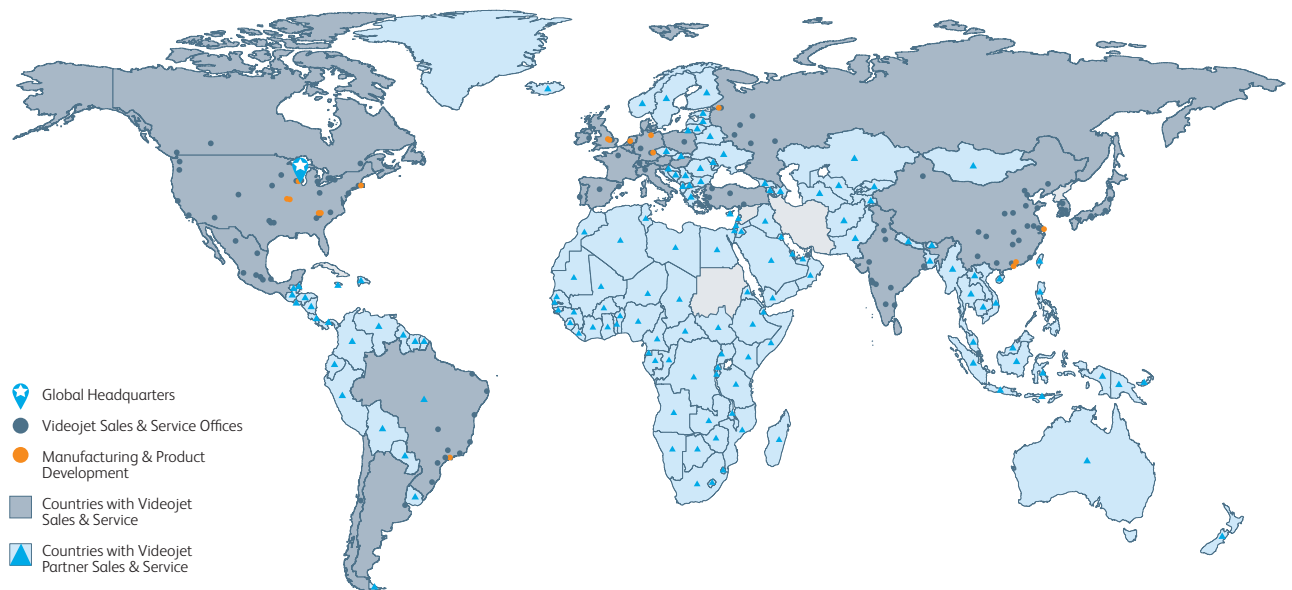 Global Headquarters
Videojet Sales & Service Offices
Manufacturing & Product
Development
Countries with Videojet
Sales & Service
Countries with Videojet
Partner Sales & Service